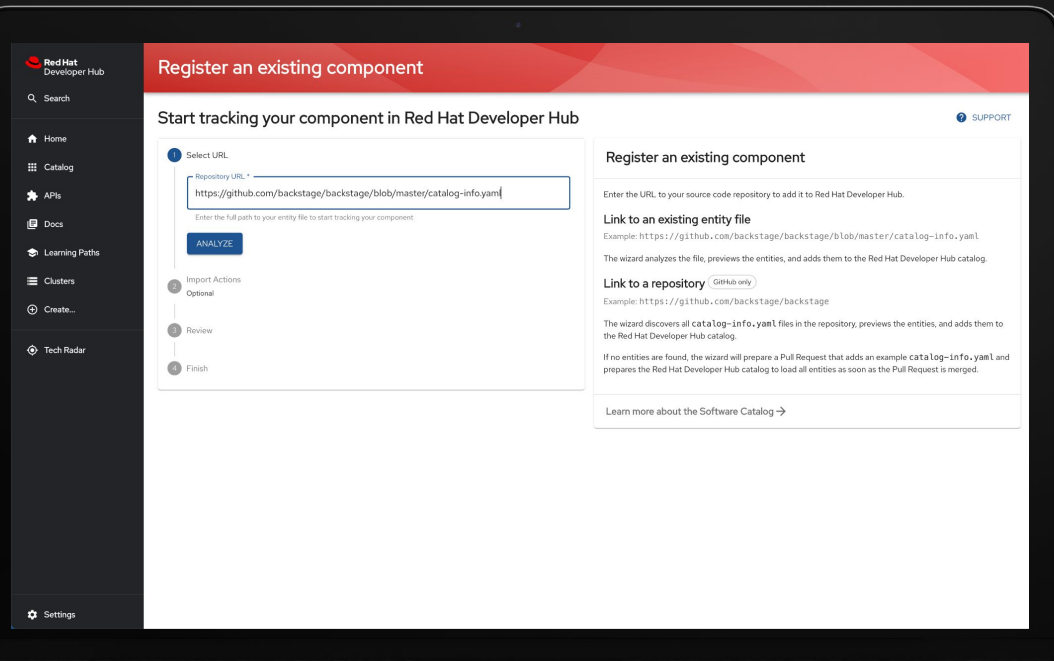 Red Hat
Developer Hub
Search
Home
Catalog
APIs
Docs
Learning Paths
Clusters
Create...
Tech Radar
Settings
Register an existing component
Start tracking your component in Red Hat Developer Hub
SUPPORT
1 Select URL
Repository URL *
https://github.com/backstage/backstage/blob/master/catalog-info.yaml
Enter the full path to your entity file to start tracking your component
ANALYZE
2 Import Actions
Optional
3 Review
4 Finish
Register an existing component
Enter the URL to your source code repository to add it to Red Hat Developer Hub.
Link to an existing entity file
Example: https://github.com/backstage/backstage/blob/master/catalog-info.yaml
The wizard analyzes the file, previews the entities, and adds them to the Red Hat Developer Hub catalog.
Link to a repository GitHub only
Example: https://github.com/backstage/backstage
The wizard discovers all catalog-info.yaml files in the repository, previews the entities, and adds them to
the Red Hat Developer Hub catalog.
If no entities are found, the wizard will prepare a Pull Request that adds an example catalog-info.yaml and
prepares the Red Hat Developer Hub catalog to load all entities as soon as the Pull Request is merged.
Learn more about the Software Catalog →